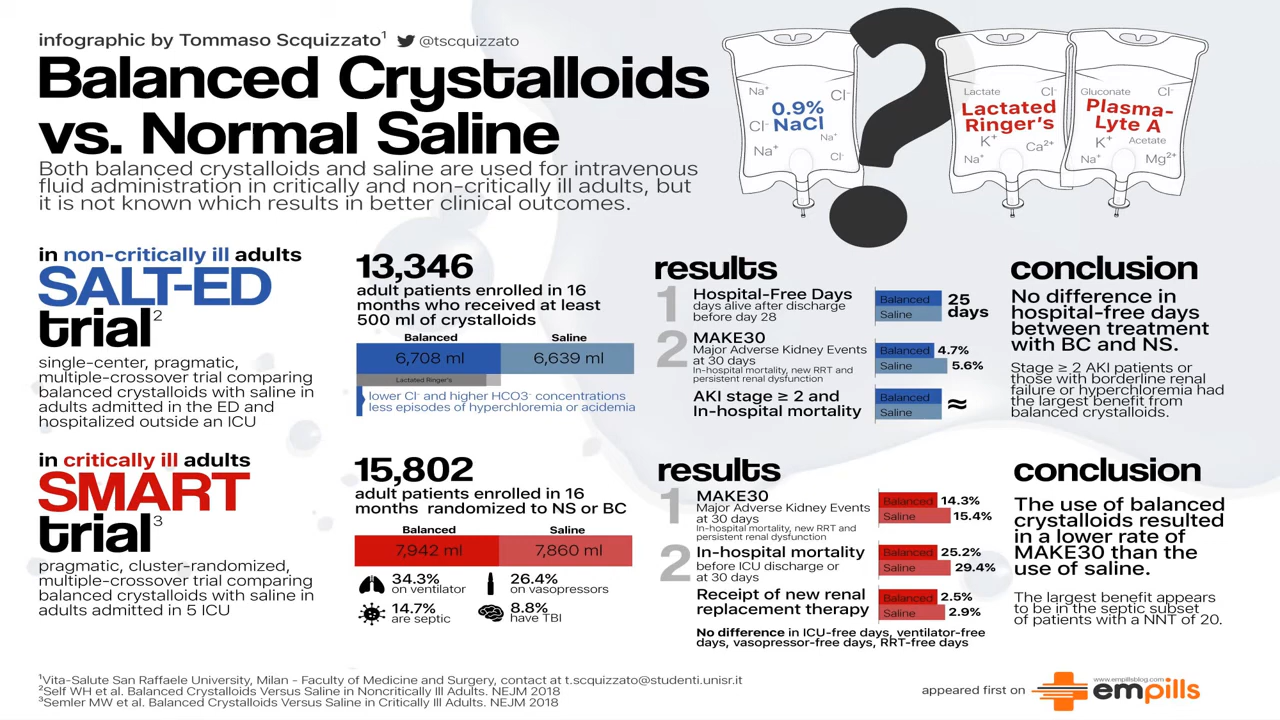 infographic by Tommaso Scquizzato¹ @tscquizzato
Balanced Crystalloids
vs. Normal Saline
Both balanced crystalloids and saline are used for intravenous
fluid administration in critically and non-critically ill adults, but
it is not known which results in better clinical outcomes.
Na⁺
Cl⁻
0.9%
NaCl
Cl⁻
Na⁺
Na⁺
Cl⁻
?
Lactate
Cl⁻
Lactated
Ringer's
K⁺
Ca²⁺
Na⁺
Gluconate
Cl⁻
Plasma-
Lyte A
K⁺
Acetate
Na⁺
Mg²⁺
in non-critically ill adults
SALT-ED
trial²
single-center, pragmatic,
multiple-crossover trial comparing
balanced crystalloids with saline in
adults admitted in the ED and
hospitalized outside an ICU
13,346
adult patients enrolled in 16
months who received at least
500 ml of crystalloids
Balanced Saline
6,708 ml 6,639 ml
Lactated Ringer's
lower Cl⁻ and higher HCO3⁻ concentrations
less episodes of hyperchloremia or acidemia
results
1 Hospital-Free Days
days alive after discharge
before day 28
Balanced
Saline
25
days
2 MAKE30
Major Adverse Kidney Events
at 30 days
In-hospital mortality, new RRT and
persistent renal dysfunction
Balanced 4.7%
Saline 5.6%
AKI stage ≥ 2 and
In-hospital mortality
Balanced
Saline
≈
conclusion
No difference in
hospital-free days
between treatment
with BC and NS.
Stage ≥ 2 AKI patients or
those with borderline renal
failure or hyperchloremia had
the largest benefit from
balanced crystalloids.
in critically ill adults
SMART
trial³
pragmatic, cluster-randomized,
multiple-crossover trial comparing
balanced crystalloids with saline in
adults admitted in 5 ICU
15,802
adult patients enrolled in 16
months randomized to NS or BC
Balanced Saline
7,942 ml 7,860 ml
34.3%
on ventilator
26.4%
on vasopressors
14.7%
are septic
8.8%
have TBI
results
1 MAKE30
Major Adverse Kidney Events
at 30 days
In-hospital mortality, new RRT and
persistent renal dysfunction
Balanced 14.3%
Saline 15.4%
2 In-hospital mortality
before ICU discharge or
at 30 days
Balanced 25.2%
Saline 29.4%
Receipt of new renal
replacement therapy
Balanced 2.5%
Saline 2.9%
No difference in ICU-free days, ventilator-free
days, vasopressor-free days, RRT-free days
conclusion
The use of balanced
crystalloids resulted
in a lower rate of
MAKE30 than the
use of saline.
The largest benefit appears
to be in the septic subset
of patients with a NNT of 20.
¹Vita-Salute San Raffaele University, Milan - Faculty of Medicine and Surgery, contact at t.scquizzato@studenti.unisr.it
²Self WH et al. Balanced Crystalloids Versus Saline in Noncritically Ill Adults. NEJM 2018
³Semler MW et al. Balanced Crystalloids Versus Saline in Critically Ill Adults. NEJM 2018
appeared first on
www.empillsblog.com
empills